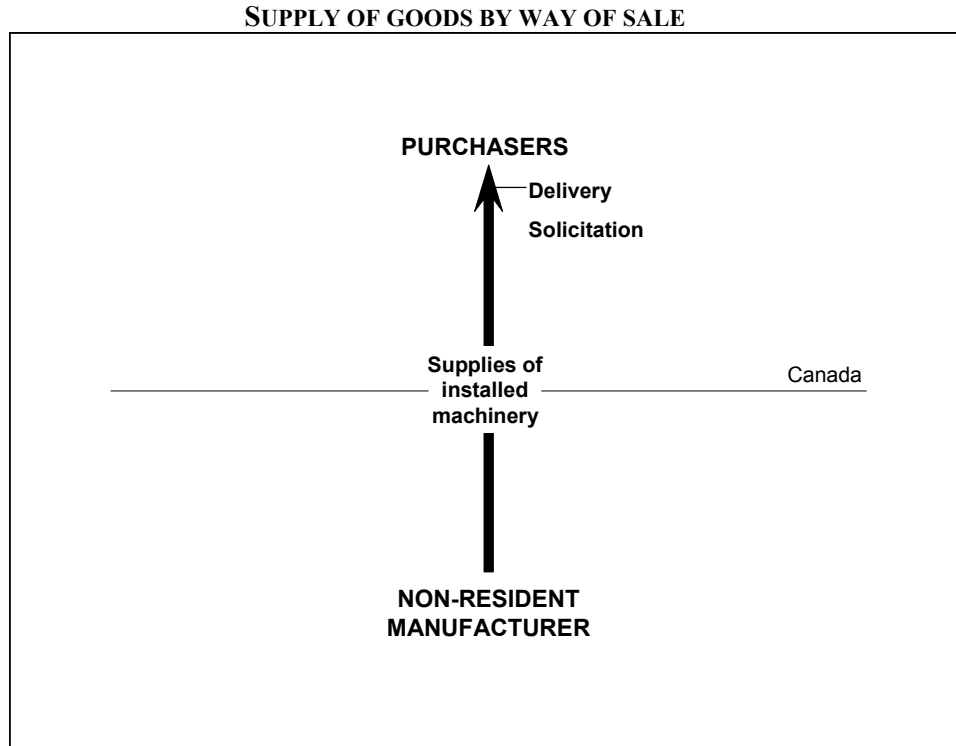 SUPPLY OF GOODS BY WAY OF SALE
PURCHASERS
Delivery
Solicitation
Supplies of
installed
machinery
Canada
NON-RESIDENT
MANUFACTURER